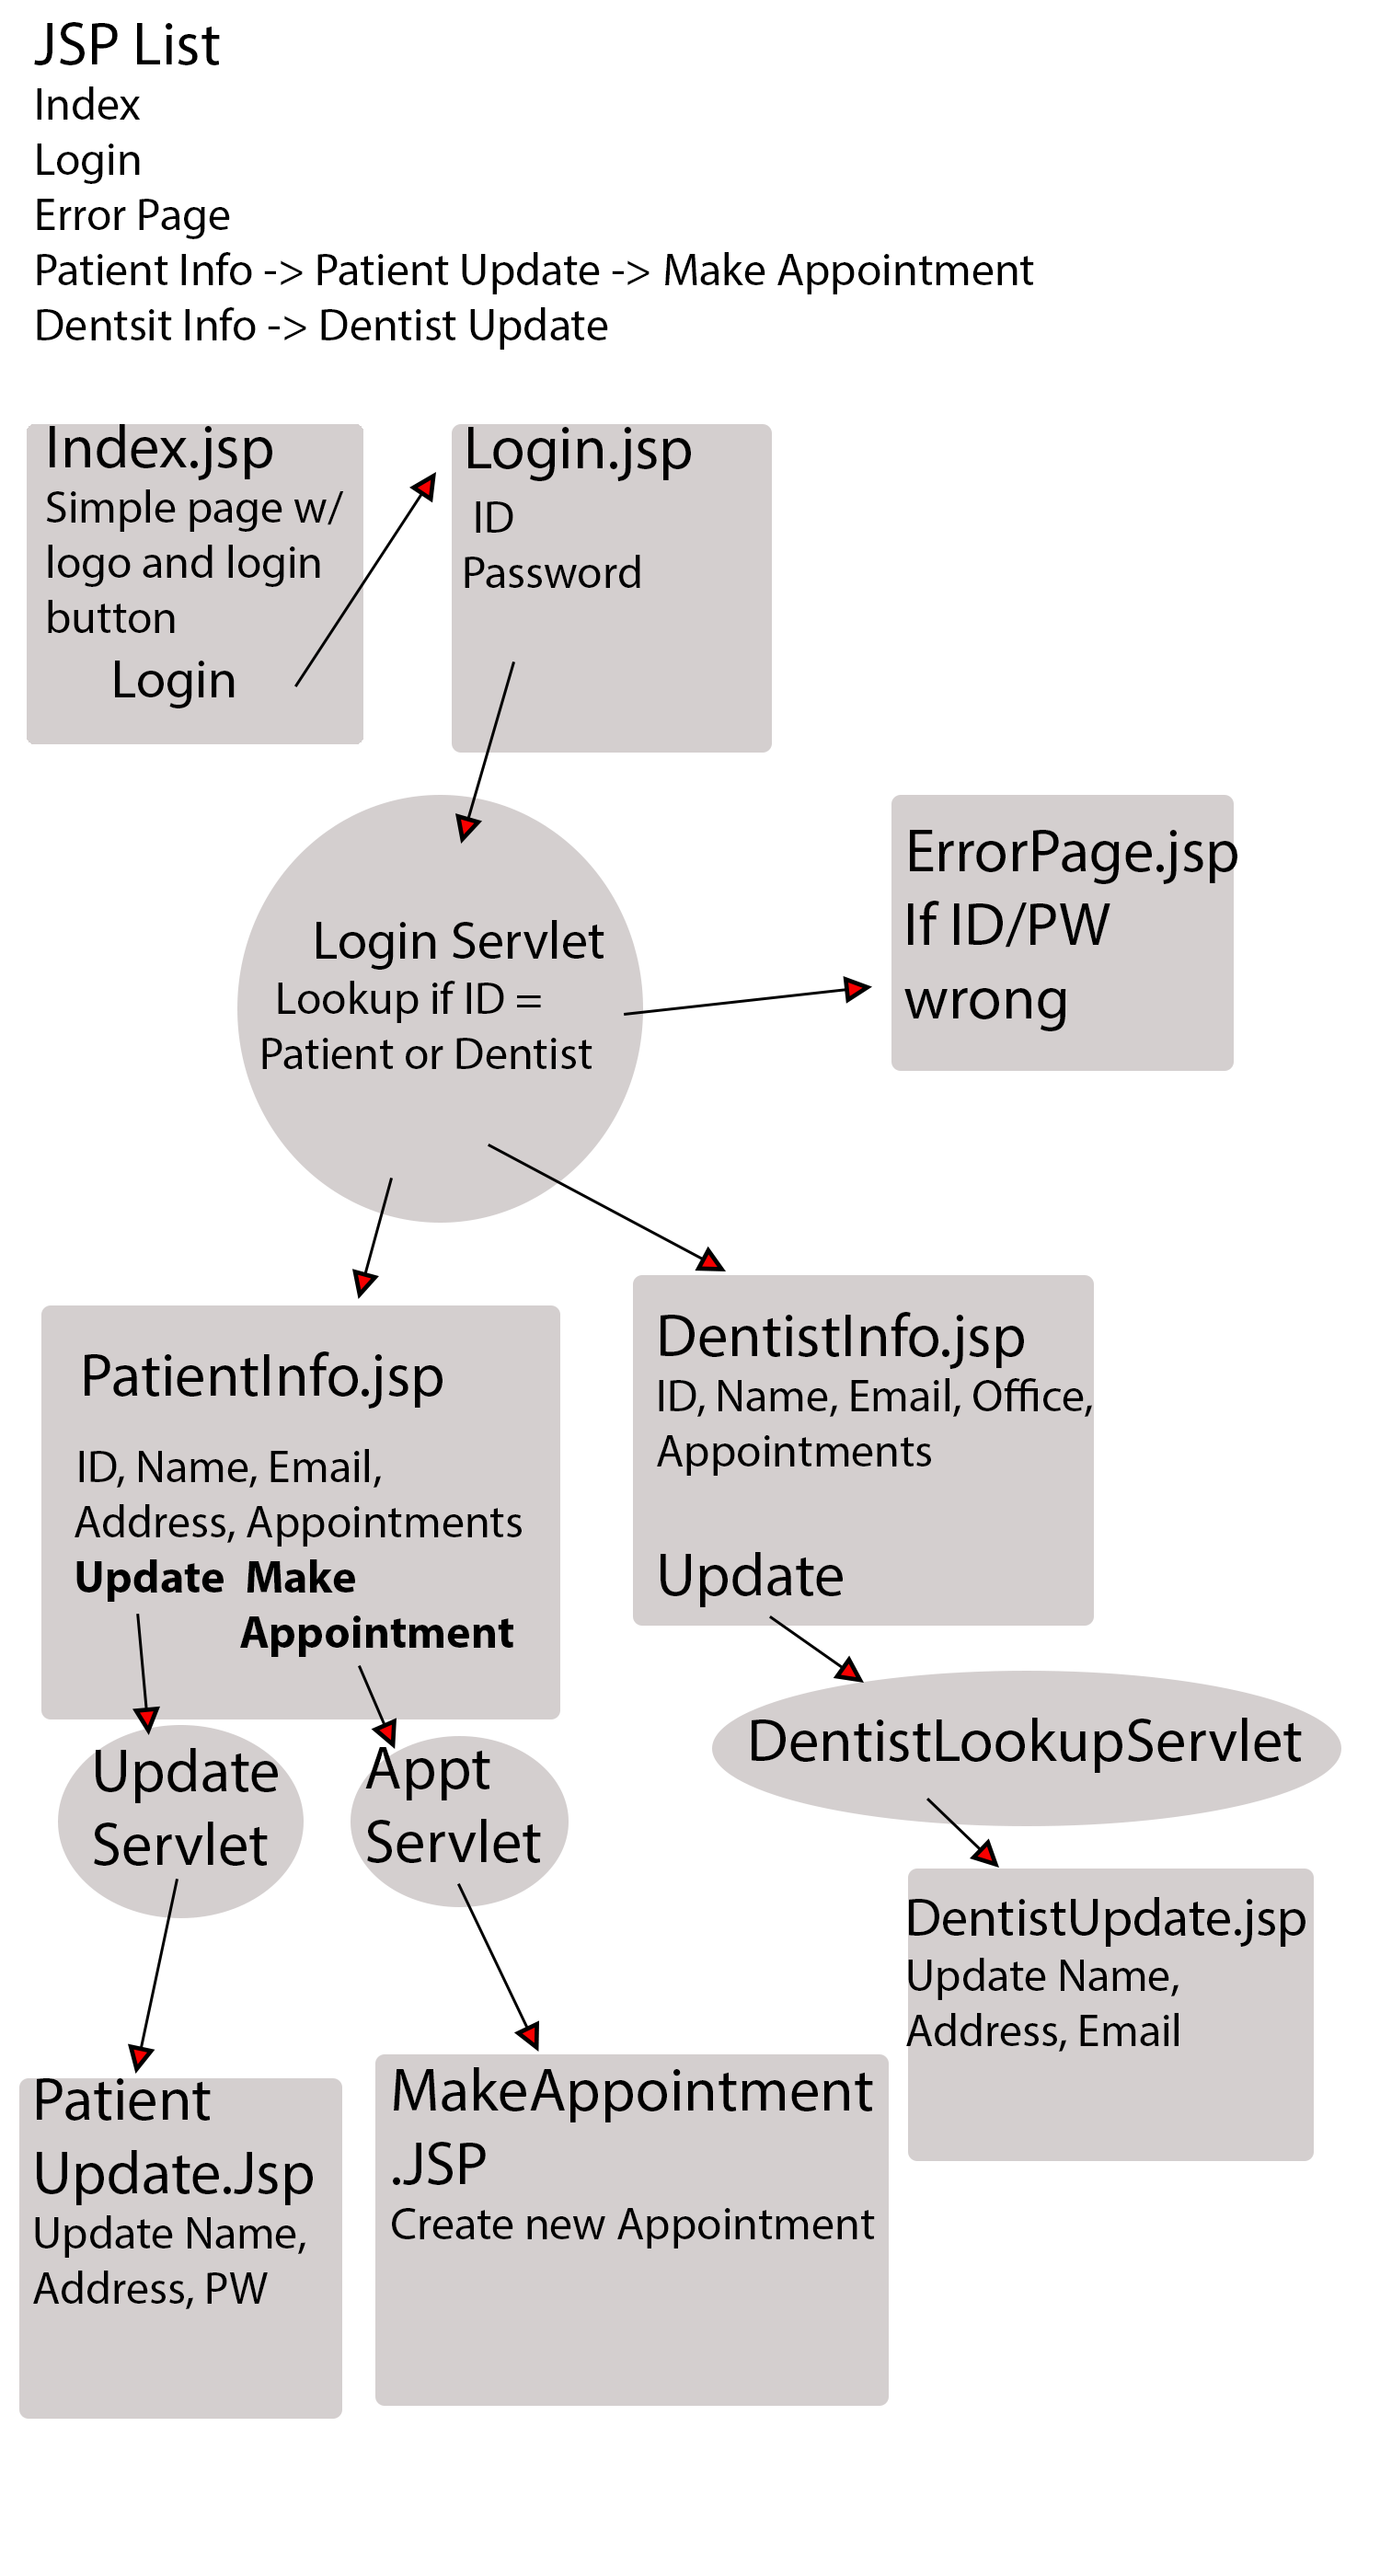 JSP List
Index
Login
Error Page
Patient Info -> Patient Update -> Make Appointment
Dentsit Info -> Dentist Update
Index.jsp
Simple page w/
logo and login
button
Login
Login.jsp
ID
Password
Login Servlet
Lookup if ID =
Patient or Dentist
ErrorPage.jsp
If ID/PW
wrong
PatientInfo.jsp
ID, Name, Email,
Address, Appointments
Update Make
Appointment
DentistInfo.jsp
ID, Name, Email, Office,
Appointments
Update
Update
Servlet
Appt
Servlet
DentistLookupServlet
DentistUpdate.jsp
Update Name,
Address, Email
Patient
Update.Jsp
Update Name,
Address, PW
MakeAppointment
.JSP
Create new Appointment